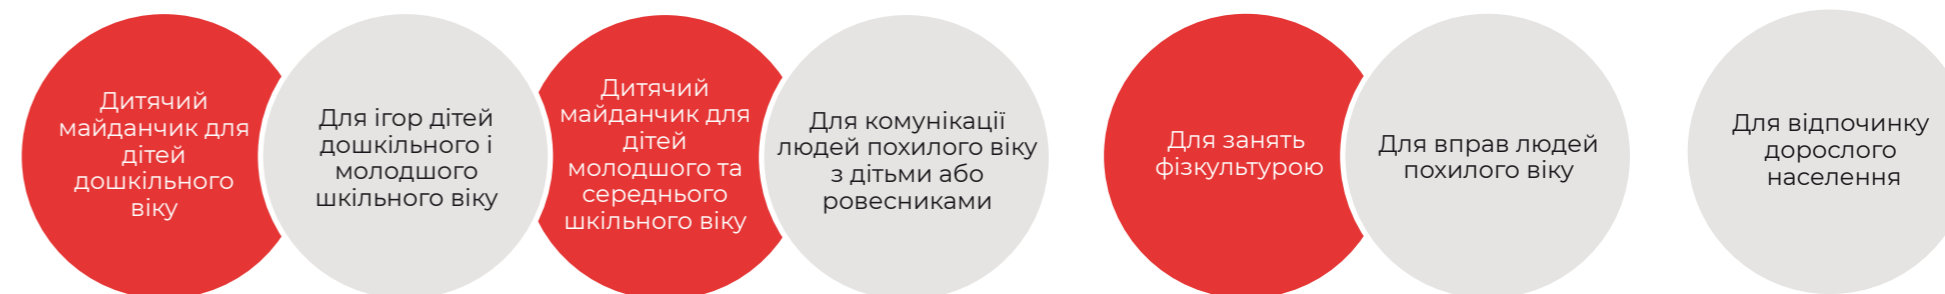 Дитячий
майданчик для
дітей
дошкільного
віку
Для ігор дітей
дошкільного і
молодшого
шкільного віку
Дитячий
майданчик для
дітей
молодшого та
середнього
шкільного віку
Для комунікації
людей похилого віку
з дітьми або
ровесниками
Для занять
фізкультурою
Для вправ людей
похилого віку
Для відпочинку
дорослого
населення